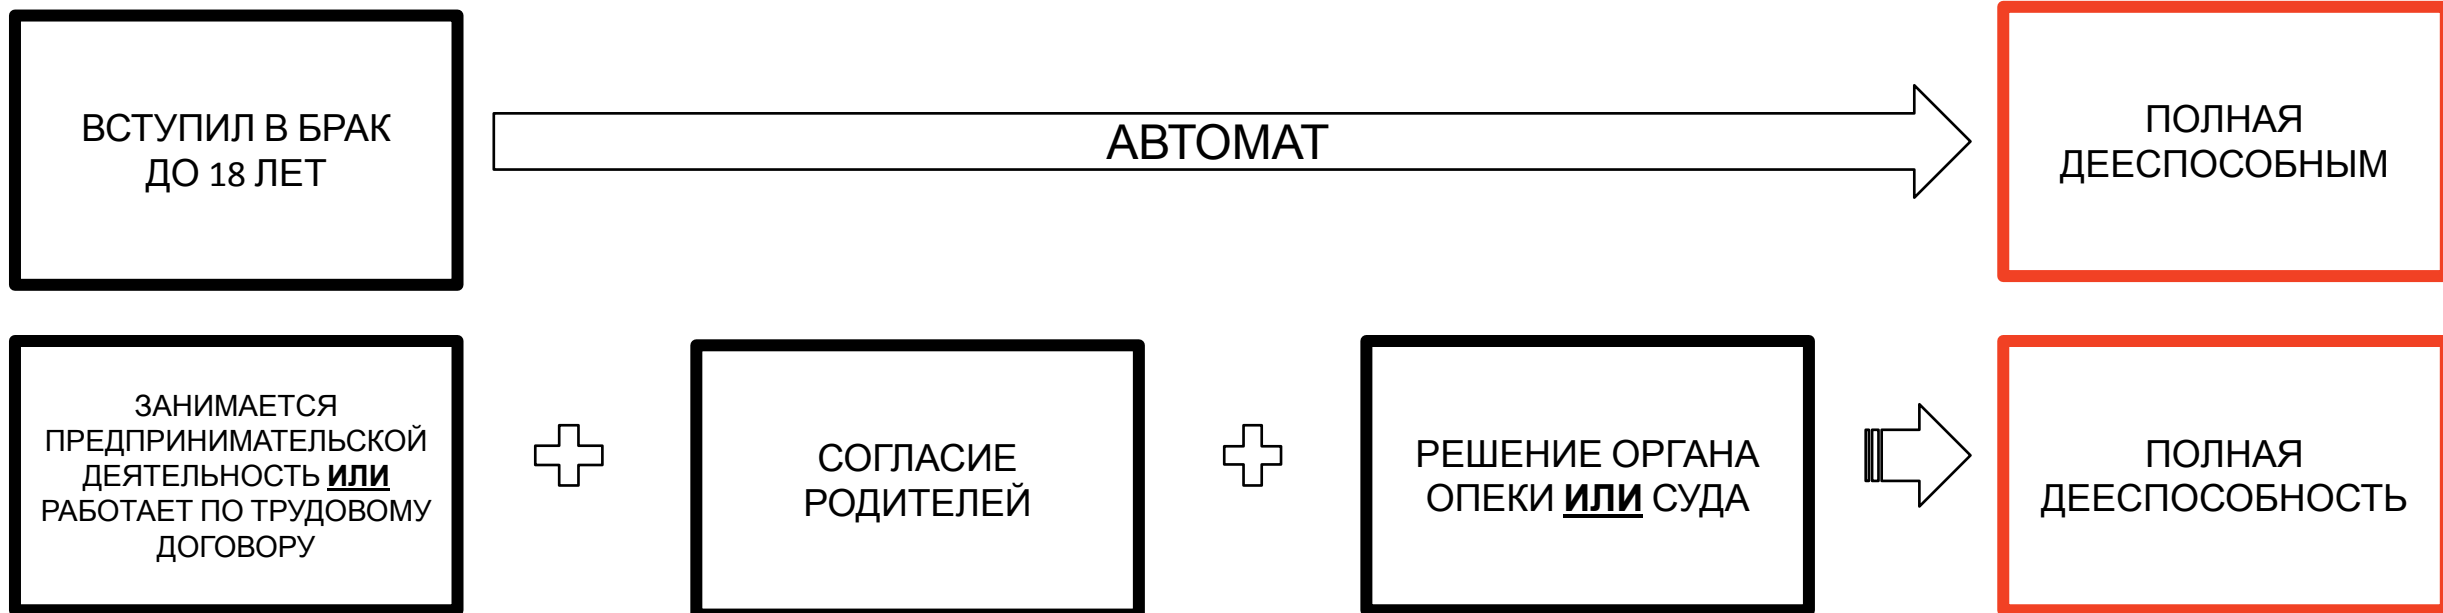 ВСТУПИЛ В БРАК
ДО 18 ЛЕТ
АВТОМАТ
ПОЛНАЯ
ДЕЕСПОСОБНЫМ
ЗАНИМАЕТСЯ
ПРЕДПРИНИМАТЕЛЬСКОЙ
ДЕЯТЕЛЬНОСТЬ ИЛИ
РАБОТАЕТ ПО ТРУДОВОМУ
ДОГОВОРУ
СОГЛАСИЕ
РОДИТЕЛЕЙ
РЕШЕНИЕ ОРГАНА
ОПЕКИ ИЛИ СУДА
ПОЛНАЯ
ДЕЕСПОСОБНОСТЬ